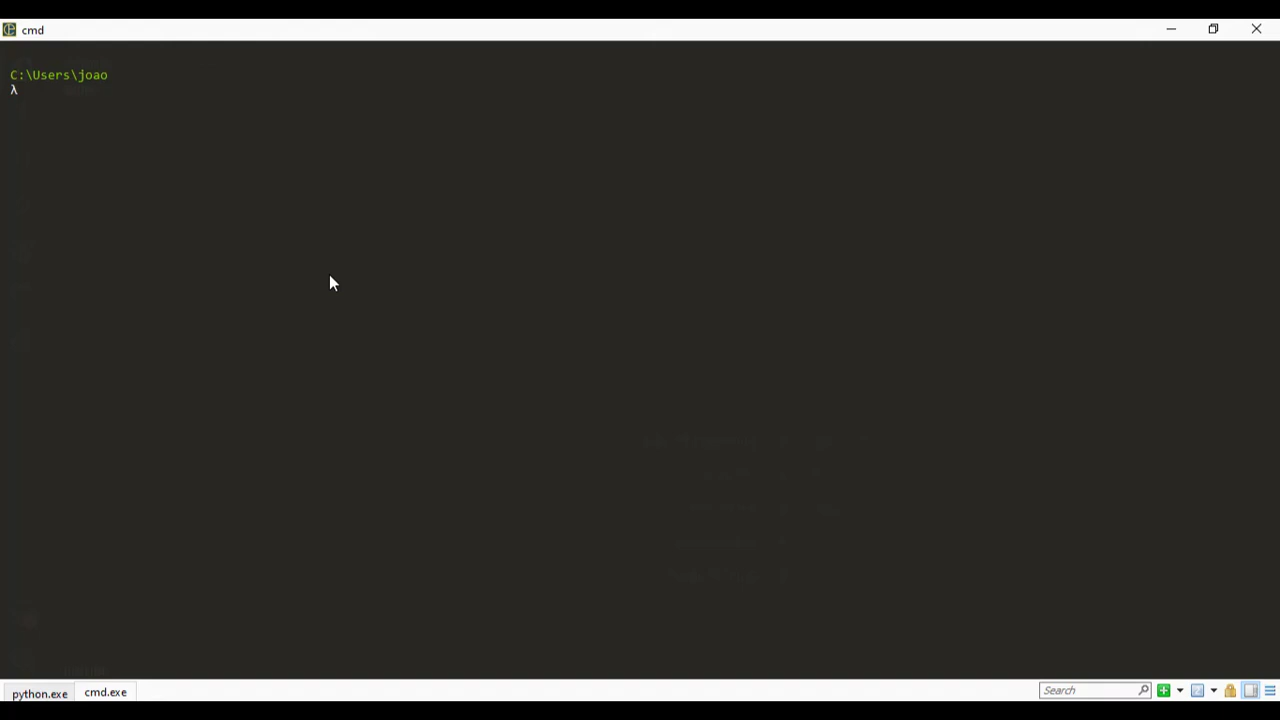 cmd
C:\Users\joao
λ
python.exe
cmd.exe
Search